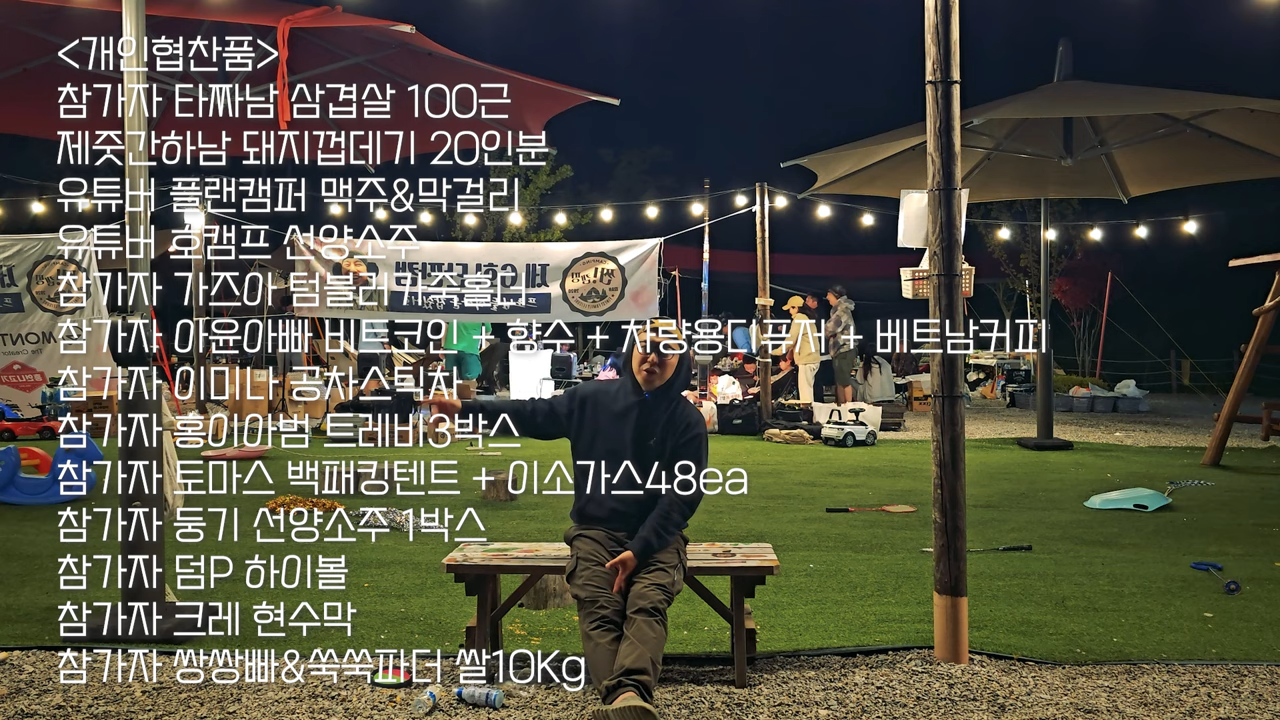 <개인협찬품>
참가자 타짜남 삼겹살 100근
제줏간하남 돼지껍데기 20인분
유튜버 플랜캠퍼 맥주&막걸리
유튜버 호캠프 선양소주
참가자 가즈아 텀블러
참가자 아윤아빠 비트코인 + 향수 + 차량용디퓨저 + 베트남커피
참가자 이미나 공차스틱차
참가자 홍이아범 트레비3박스
참가자 토마스 백패킹텐트 + 이소가스48ea
참가자 둥기 선양소주 1박스
참가자 덤P 하이볼
참가자 크레 현수막
참가자 쌍쌍빠&쑥쑥파더 쌀10Kg
MONT